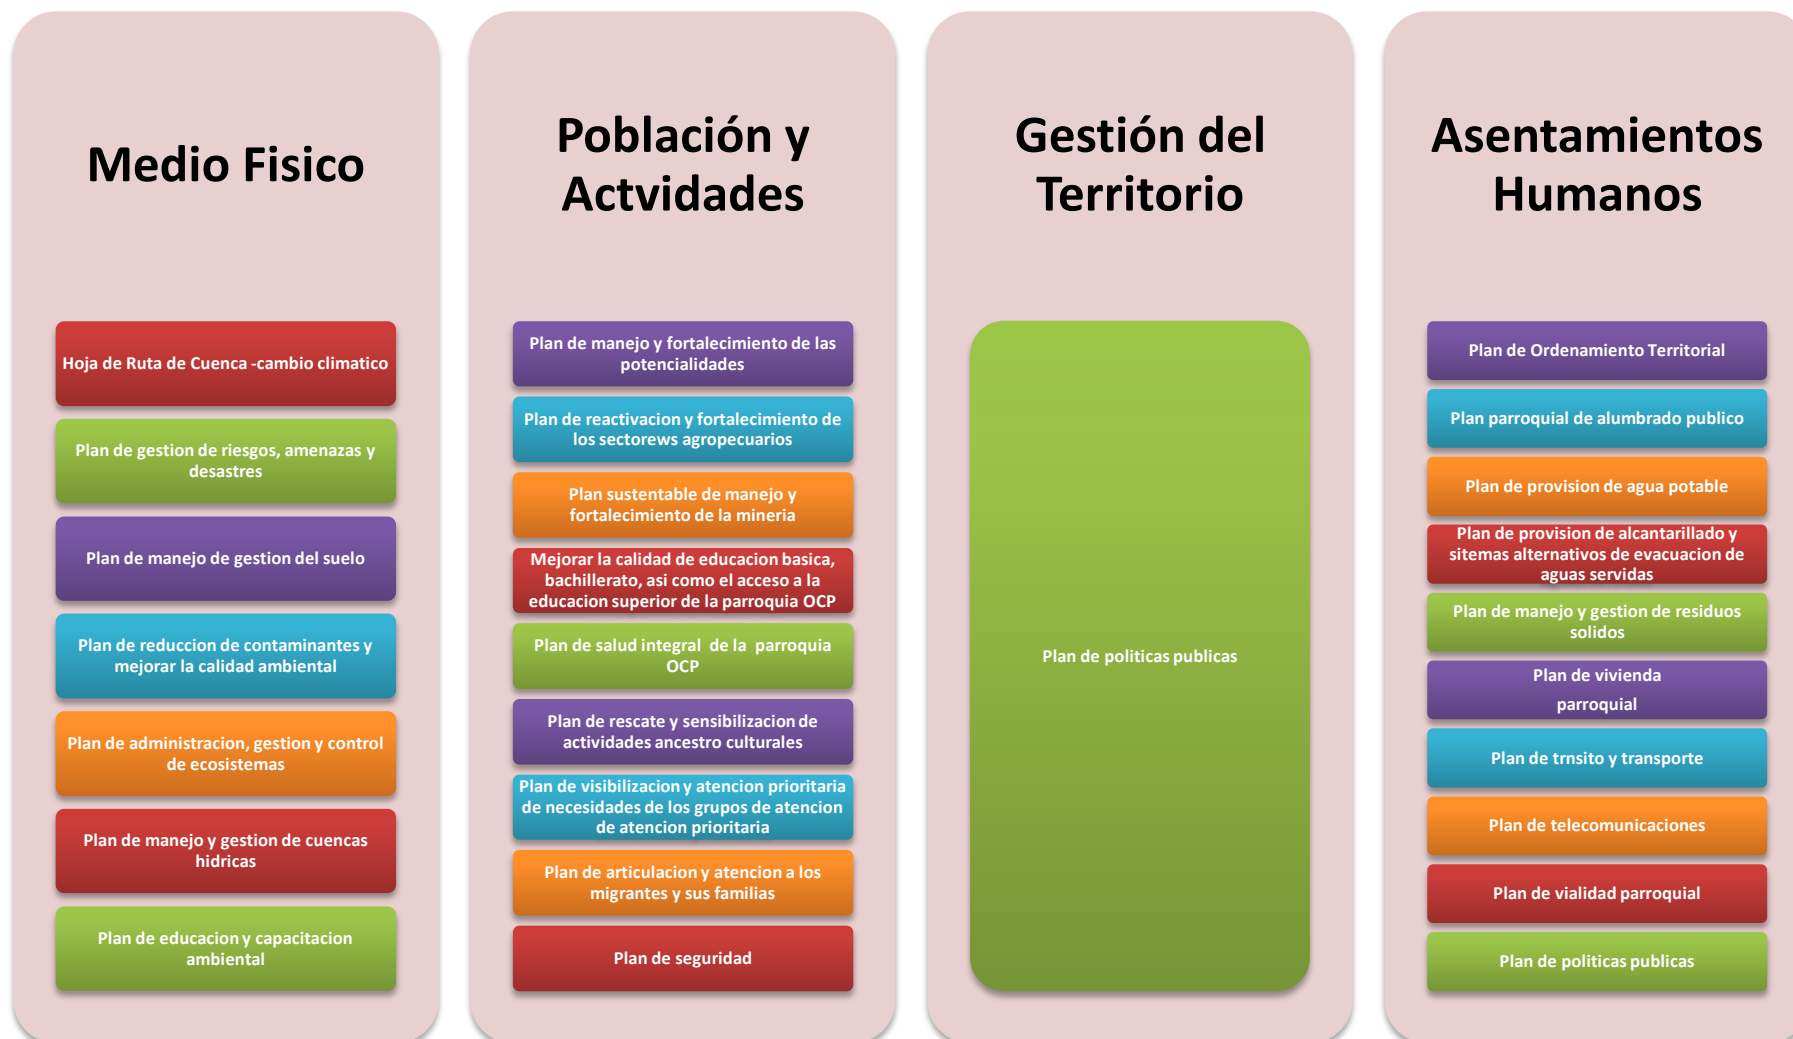 Medio Fisico
Hoja de Ruta de Cuenca -cambio climatico
Plan de gestion de riesgos, amenazas y
desastres
Plan de manejo de gestion del suelo
Plan de reduccion de contaminantes y
mejorar la calidad ambiental
Plan de administracion, gestion y control
de ecosistemas
Plan de manejo y gestion de cuencas
hidricas
Plan de educacion y capacitacion
ambiental
Población y
Actvidades
Plan de manejo y fortalecimiento de las
potencialidades
Plan de reactivacion y fortalecimiento de
los sectorews agropecuarios
Plan sustentable de manejo y
fortalecimiento de la mineria
Mejorar la calidad de educacion basica,
bachillerato, asi como el acceso a la
educacion superior de la parroquia OCP
Plan de salud integral de la parroquia
OCP
Plan de rescate y sensibilizacion de
actividades ancestro culturales
Plan de visibilizacion y atencion prioritaria
de necesidades de los grupos de atencion
de atencion prioritaria
Plan de articulacion y atencion a los
migrantes y sus familias
Plan de seguridad
Gestión del
Territorio
Plan de politicas publicas
Asentamientos
Humanos
Plan de Ordenamiento Territorial
Plan parroquial de alumbrado publico
Plan de provision de agua potable
Plan de provision de alcantarillado y
sitemas alternativos de evacuacion de
aguas servidas
Plan de manejo y gestion de residuos
solidos
Plan de vivienda
parroquial
Plan de trnsito y transporte
Plan de telecomunicaciones
Plan de vialidad parroquial
Plan de politicas publicas